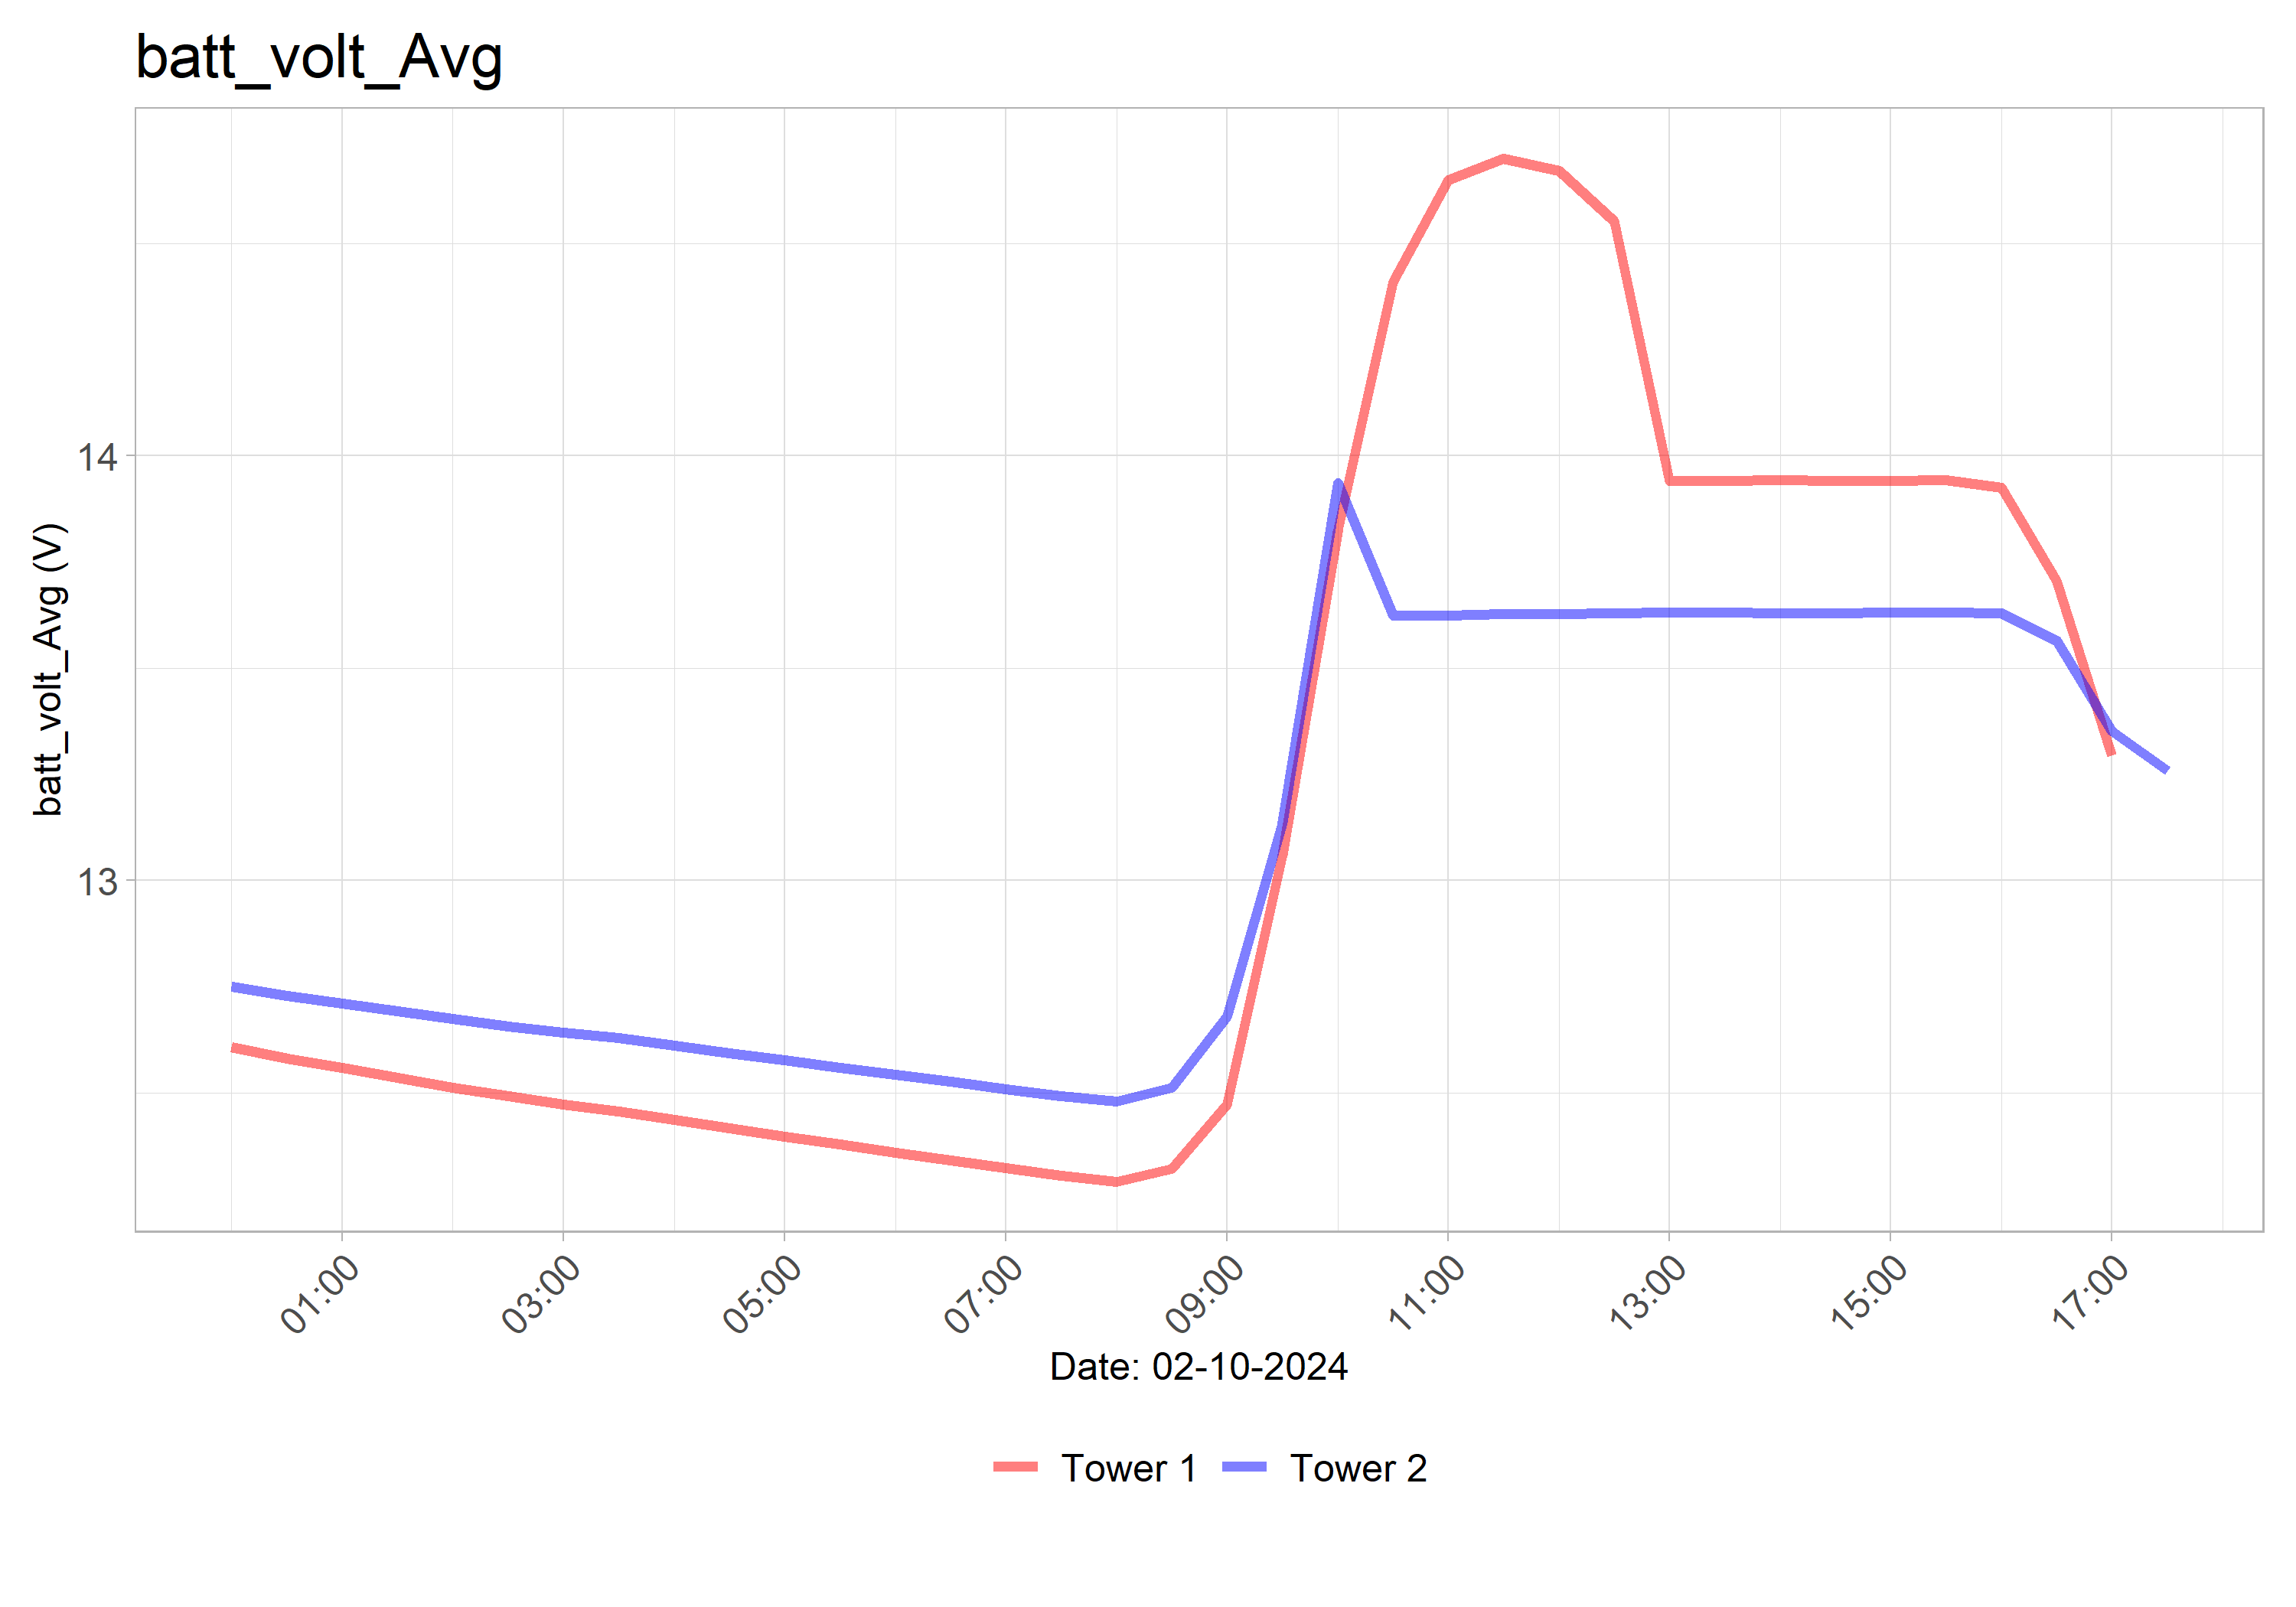 batt_volt_Avg
batt_volt_Avg (V)
14
13
01:00
03:00
05:00
07:00
09:00
11:00
13:00
15:00
17:00
Date: 02-10-2024
Tower 1
Tower 2